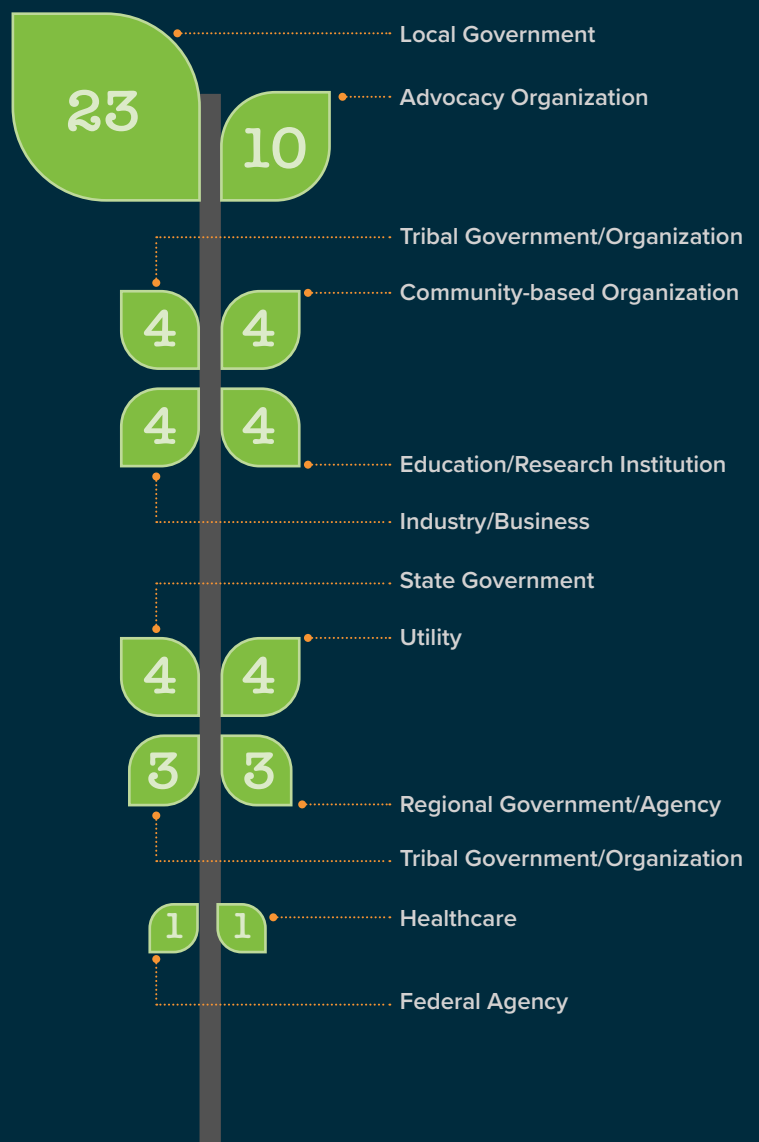 Local Government
23
Advocacy Organization
10
Tribal Government/Organization
Community-based Organization
4 4
4 4
Education/Research Institution
Industry/Business
State Government
Utility
4 4
3 3
Regional Government/Agency
Tribal Government/Organization
Healthcare
1 1
Federal Agency